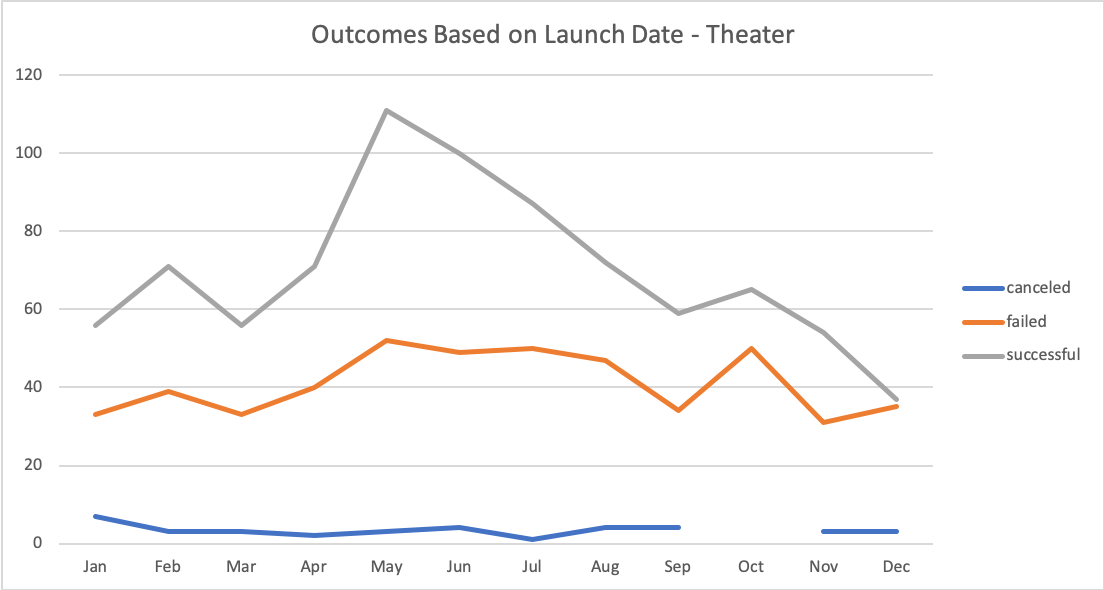 Outcomes Based on Launch Date - Theater
120
100
80
60
40
20
0
Jan Feb Mar Apr May Jun Jul Aug Sep Oct Nov Dec
canceled
failed
successful